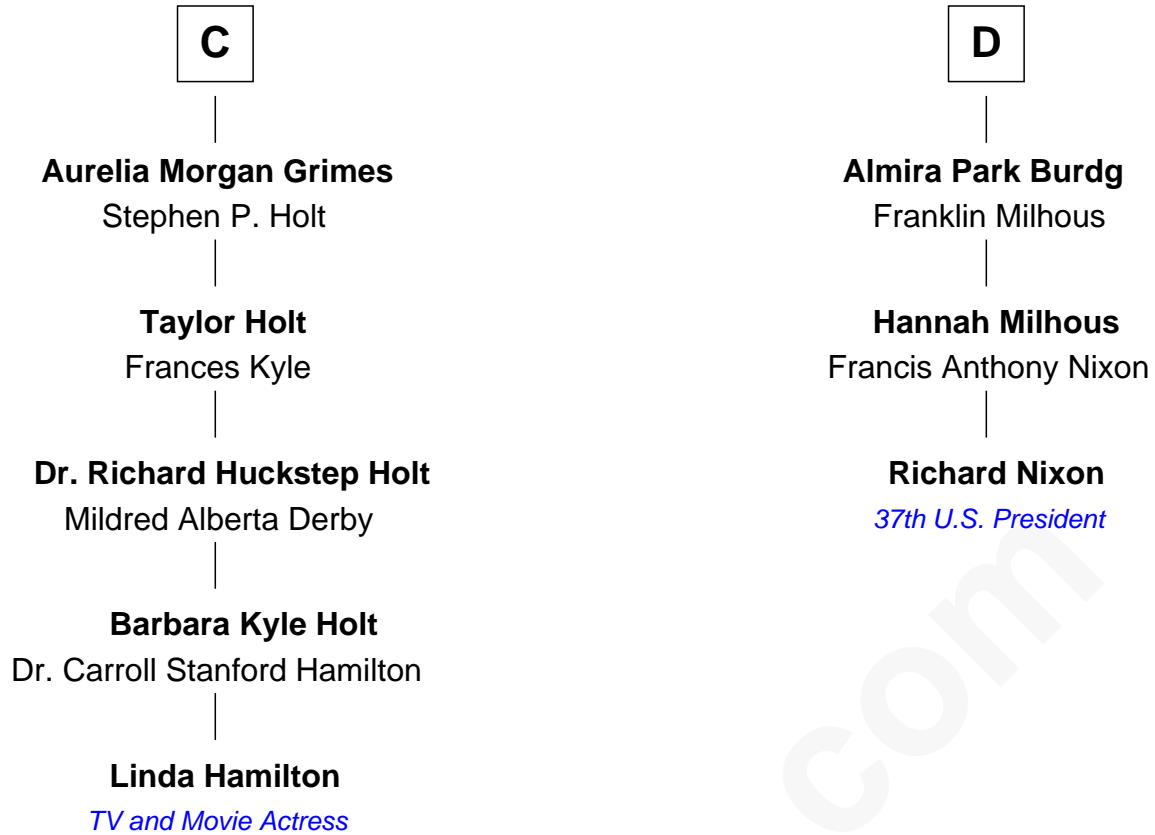 C
Aurelia Morgan Grimes
Stephen P. Holt
Taylor Holt
Frances Kyle
Dr. Richard Huckstep Holt
Mildred Alberta Derby
Barbara Kyle Holt
Dr. Carroll Stanford Hamilton
Linda Hamilton
TV and Movie Actress
D
Almira Park Burdg
Franklin Milhous
Hannah Milhous
Francis Anthony Nixon
Richard Nixon
37th U.S. President
com